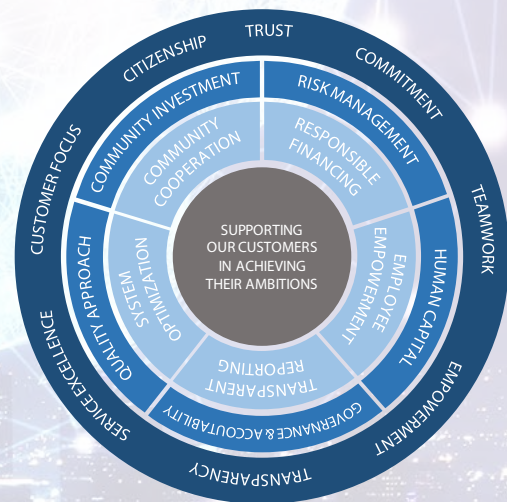 TRUST
COMMITMENT
TEAMWORK
EMPOWERMENT
TRANSPARENCY
SERVICE EXCELLENCE
CUSTOMER FOCUS
CITIZENSHIP
COMMUNITY INVESTMENT
RISK MANAGEMENT
HUMAN CAPITAL
GOVERNANCE & ACCOUTABILITY
QUALITY APPROACH
COMMUNITY
COOPERATION
RESPONSIBLE
FINANCING
EMPLOYEE
EMPOWERMENT
TRANSPARENT
REPORTING
SYSTEM
OPTIMIZATION
SUPPORTING
OUR CUSTOMERS
IN ACHIEVING
THEIR AMBITIONS